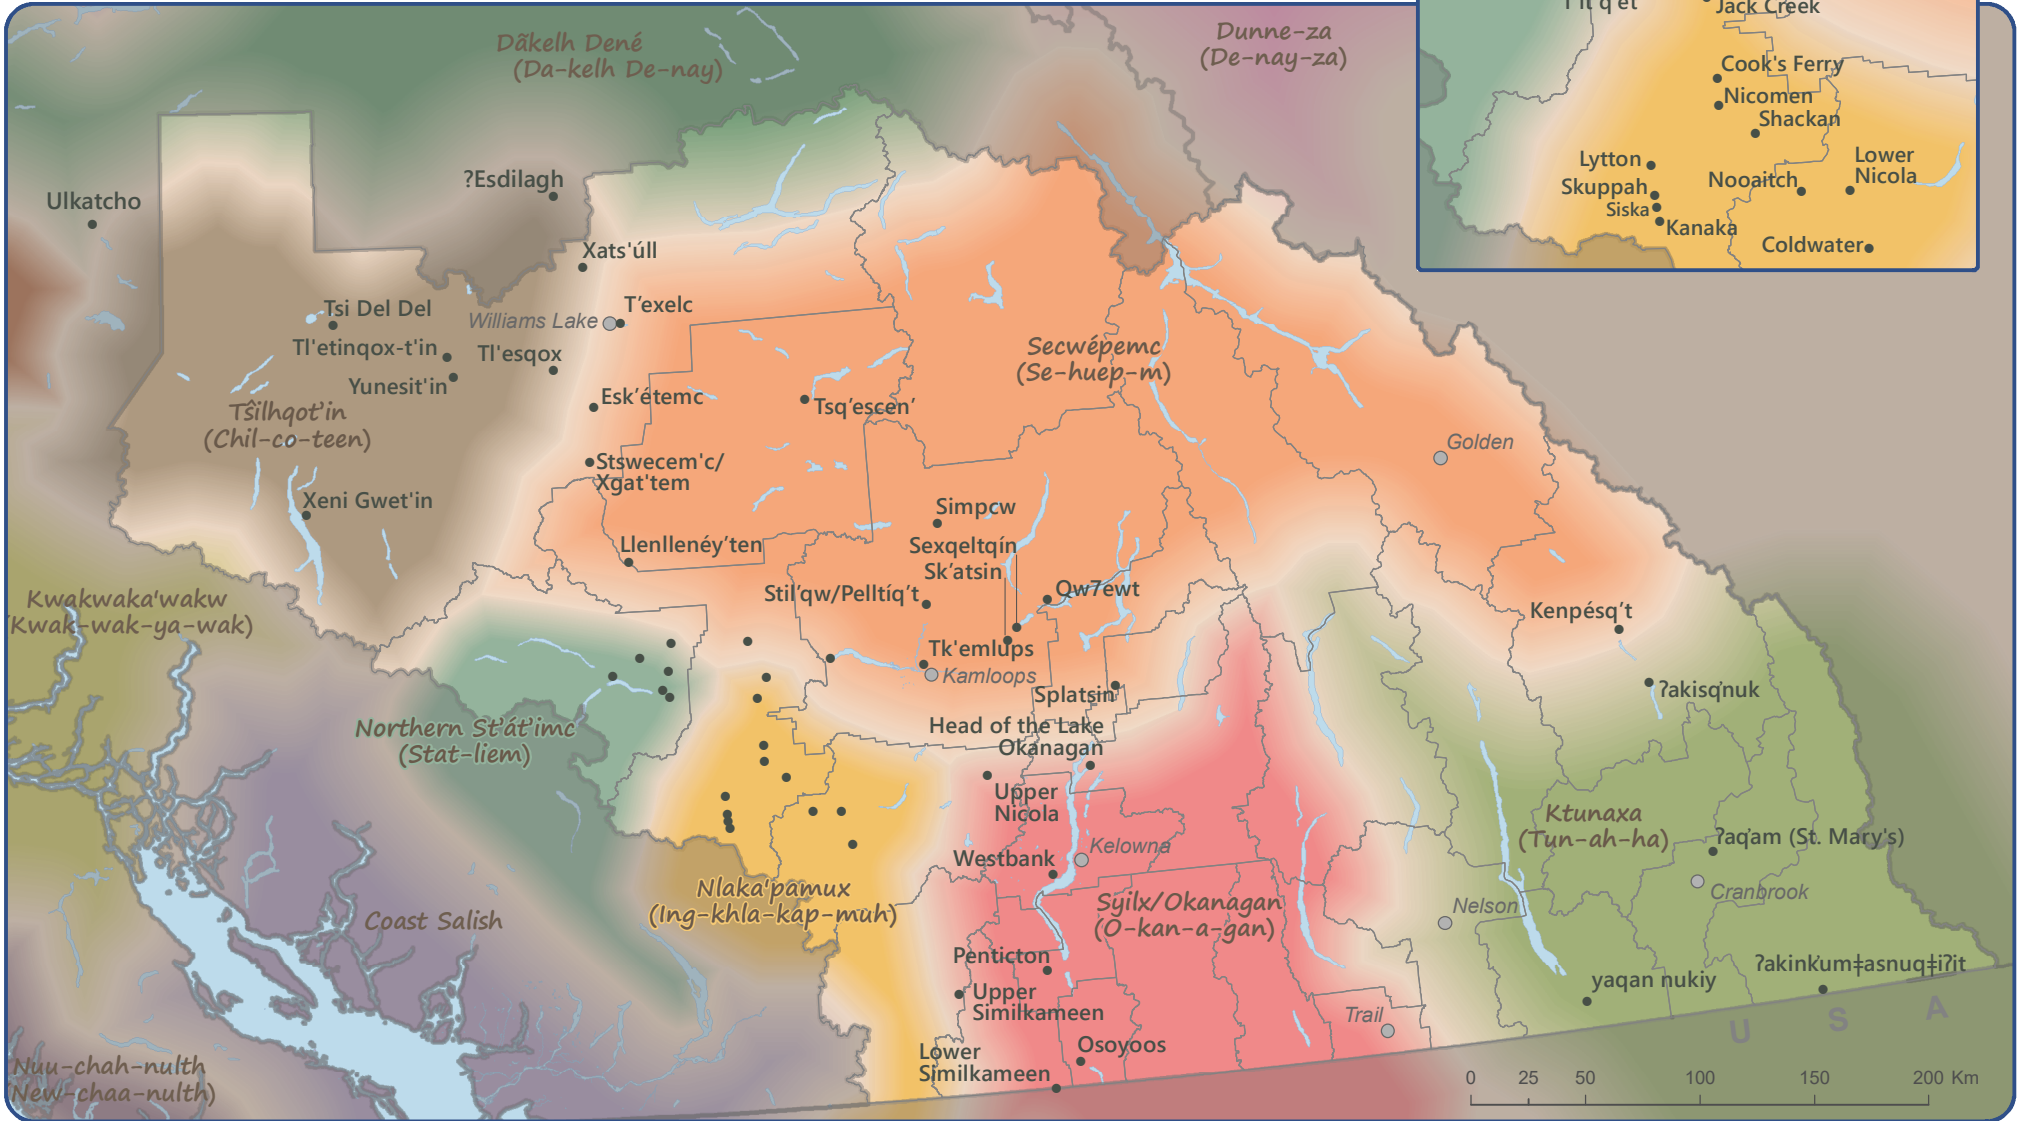 Dãkelh Dené
(Da-kelh De-nay)
Dunne-za
(De-nay-za)
Jack Creek
Cook's Ferry
Nicomen
Shackan
Lytton
Lower
Nicola
Skuppah
Nooaitch
Siska
Kanaka
Coldwater
Ulkatcho
?Esdilagh
Xats'úll
Tsi Del Del
Williams Lake
T'exelc
Tl'etinqox-t'in
Tl'esqox
Yunesit'in
Tŝilhqot'in
(Chil-co-teen)
Esk'étemc
Tsq'escen'
Secwépemc
(Se-huep-m)
Golden
Stswecem'c/
Xgat'tem
Xeni Gwet'in
Simpcw
Llenllenéy'ten
Sexqeltqín
Sk'atsin
Stil'qw/Pelltíq't
Qw7ewt
Kwakwaka'wakw
(Kwak-wak-ya-wak)
Kenpésq't
Tk'emlups
Kamloops
Splatsin
ʔakisq̓nuk
Northern St'át'imc
(Stat-liem)
Head of the Lake
Okanagan
Upper
Nicola
Ktunaxa
(Tun-ah-ha)
ʔaq̓am (St. Mary's)
Kelowna
Westbank
Cranbrook
Nlaka'pamux
(Ing-khla-kap-muh)
Coast Salish
Syilx/Okanagan
(O-kan-a-gan)
Nelson
Penticton
Upper
Similkameen
yaqan nukiy
ʔakink̓umǂasnuqǂiʔit
Trail
U S A
Osoyoos
Lower
Similkameen
Nuu-chah-nulth
(New-chaa-nulth)
0 25 50 100 150 200 Km